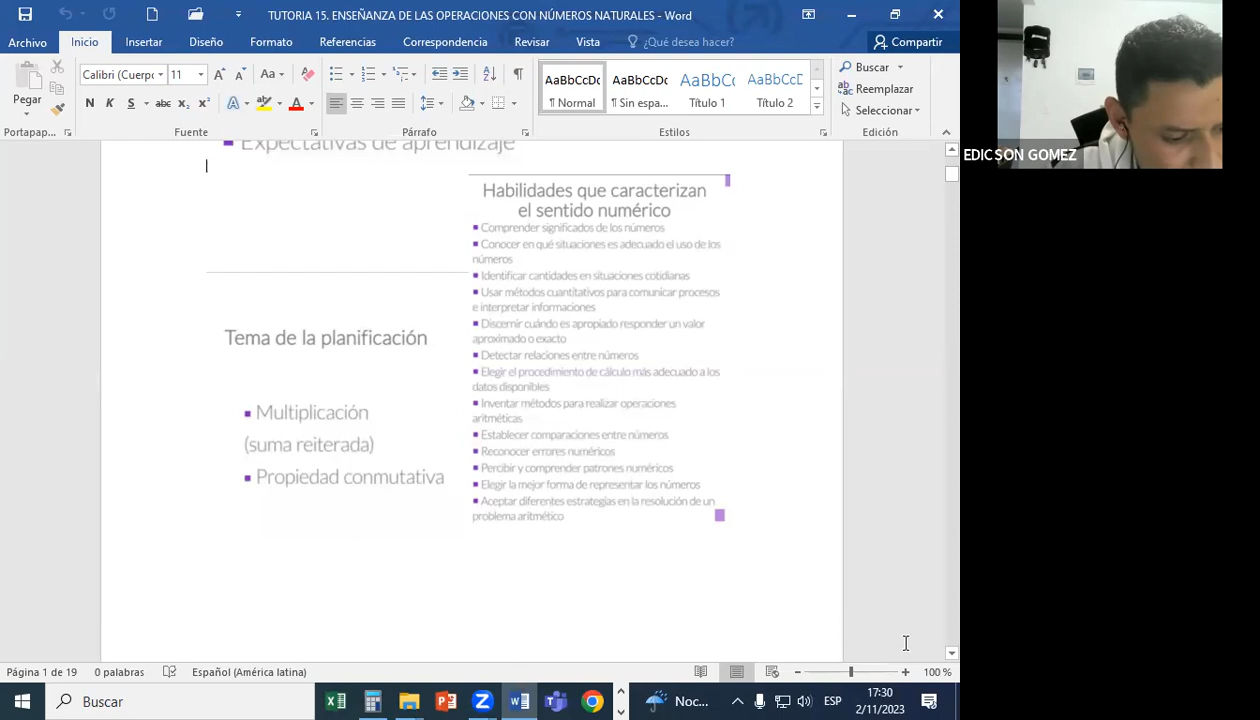 TUTORIA 15. ENSEÑANZA DE LAS OPERACIONES CON NÚMEROS NATURALES - Word
Archivo Inicio Insertar Diseño Formato Referencias Correspondencia Revisar Vista ¿Qué desea hacer? Compartir
Pegar
Portapap...
Calibri (Cuerpo 11
Aa
N K S abc x₂ x²
Fuente
Párrafo
AaBbCcDc AaBbCcDc AaBbCc AaBbCcD
¶ Normal ¶ Sin espa... Título 1 Título 2
Estilos
Buscar
Reemplazar
Seleccionar
Edición
EDICSON GOMEZ
Expectativas de aprendizaje
Habilidades que caracterizan
el sentido numérico
Comprender significados de los números
Conocer en qué situaciones es adecuado el uso de los
números
Identificar cantidades en situaciones cotidianas
Usar métodos cuantitativos para comunicar procesos
e interpretar informaciones
Discernir cuándo es apropiado responder un valor
aproximado o exacto
Detectar relaciones entre números
Elegir el procedimiento de cálculo más adecuado a los
datos disponibles
Inventar métodos para realizar operaciones
aritméticas
Establecer comparaciones entre números
Reconocer errores numéricos
Percibir y comprender patrones numéricos
Elegir la mejor forma de representar los números
Aceptar diferentes estrategias en la resolución de un
problema aritmético
Tema de la planificación
Multiplicación
(suma reiterada)
Propiedad conmutativa
Página 1 de 19 0 palabras Español (América latina) 100 %
Buscar
Noc...
ESP
17:30
2/11/2023